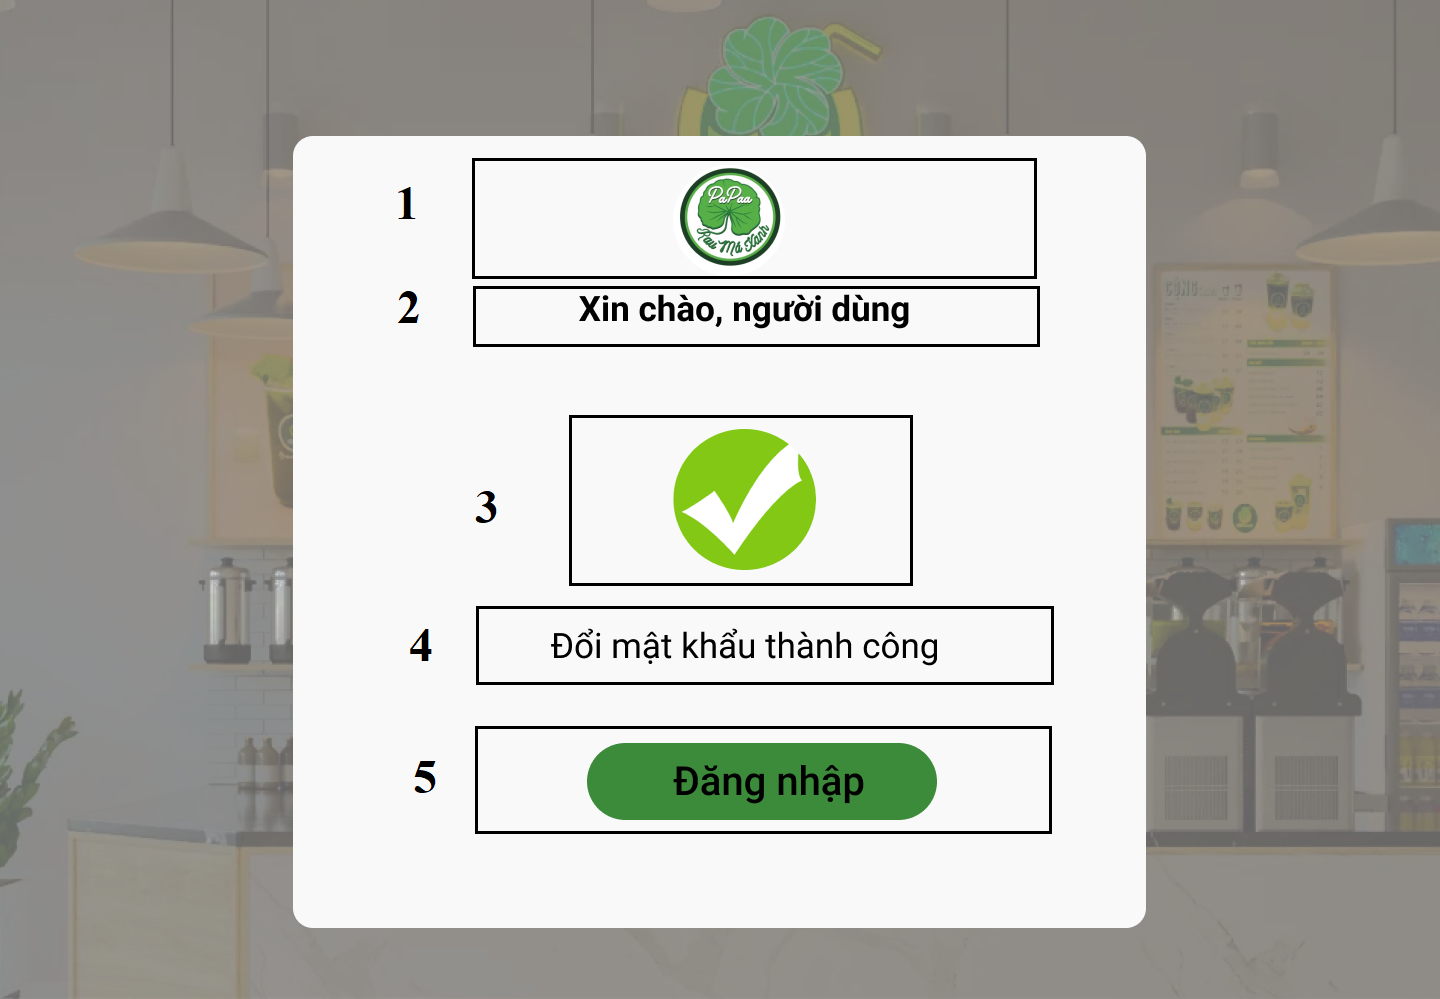 1
PaPaa
Rau Má Xanh
2
Xin chào, người dùng
3
4
Đổi mật khẩu thành công
5
Đăng nhập